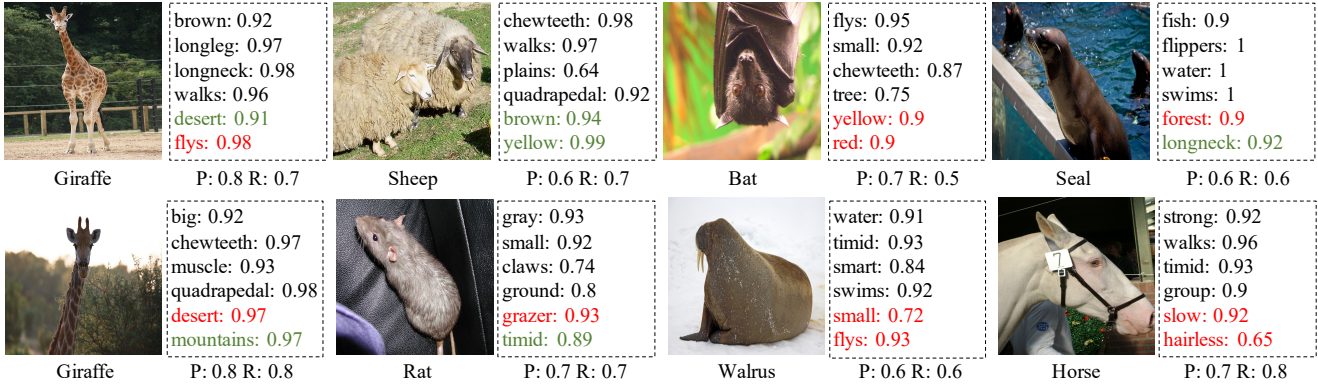 brown: 0.92
longleg: 0.97
longneck: 0.98
walks: 0.96
desert: 0.91
flys: 0.98
Giraffe
P: 0.8 R: 0.7
chewteeth: 0.98
walks: 0.97
plains: 0.64
quadrapedal: 0.92
brown: 0.94
yellow: 0.99
Sheep
P: 0.6 R: 0.7
flys: 0.95
small: 0.92
chewteeth: 0.87
tree: 0.75
yellow: 0.9
red: 0.9
Bat
P: 0.7 R: 0.5
fish: 0.9
flippers: 1
water: 1
swims: 1
forest: 0.9
longneck: 0.92
Seal
P: 0.6 R: 0.6
big: 0.92
chewteeth: 0.97
muscle: 0.93
quadrapedal: 0.98
desert: 0.97
mountains: 0.97
Giraffe
P: 0.8 R: 0.8
gray: 0.93
small: 0.92
claws: 0.74
ground: 0.8
grazer: 0.93
timid: 0.89
Rat
P: 0.7 R: 0.7
water: 0.91
timid: 0.93
smart: 0.84
swims: 0.92
small: 0.72
flys: 0.93
Walrus
P: 0.6 R: 0.6
7
strong: 0.92
walks: 0.96
timid: 0.93
group: 0.9
slow: 0.92
hairless: 0.65
Horse
P: 0.7 R: 0.8